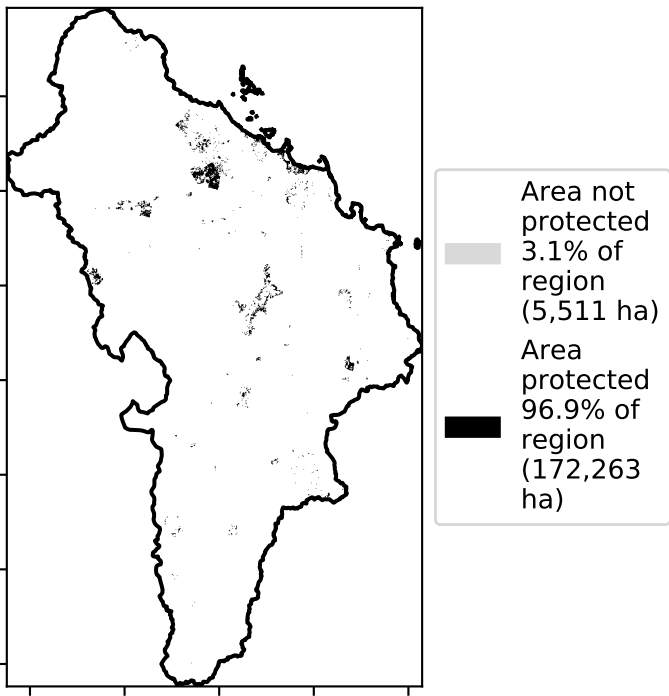 Area not
protected
3.1% of
region
(5,511 ha)
Area
protected
96.9% of
region
(172,263
ha)